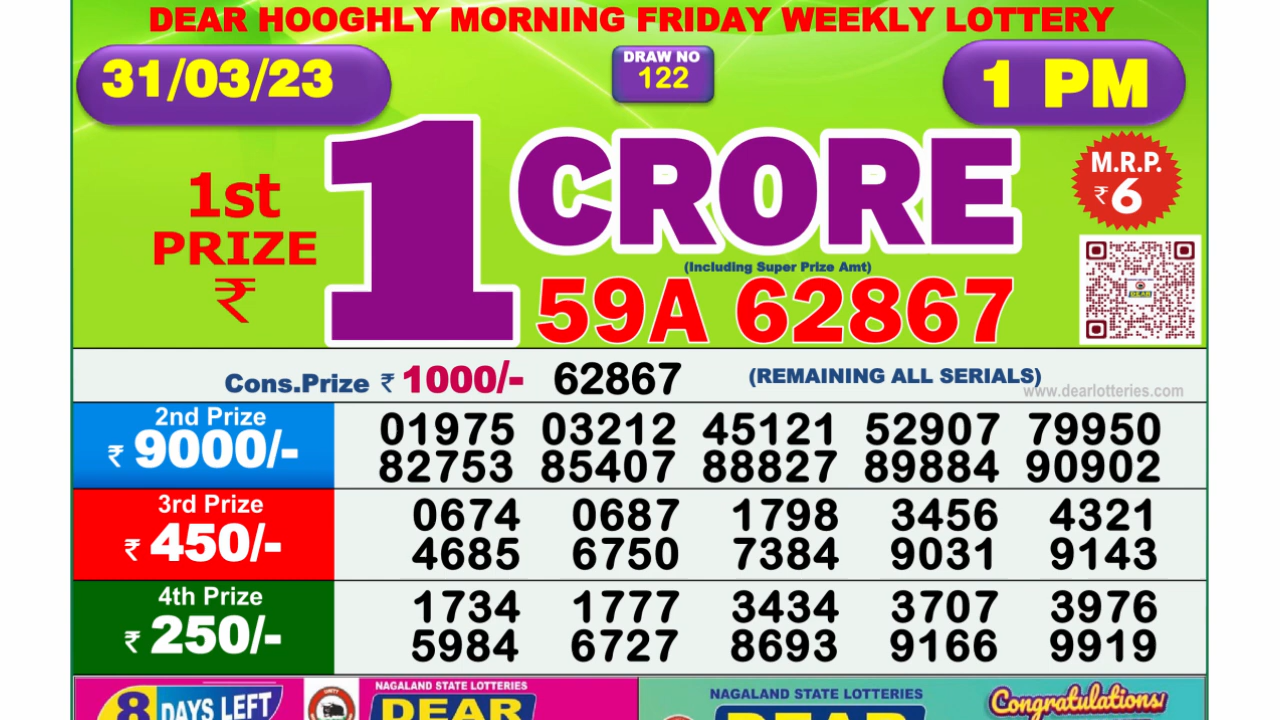 DEAR HOOGHLY MORNING FRIDAY WEEKLY LOTTERY
31/03/23
DRAW NO
122
1 PM
1st
PRIZE
₹
1 CRORE
M.R.P.
₹ 6
(Including Super Prize Amt)
59A 62867
DEAR
Cons.Prize ₹ 1000/- 62867 (REMAINING ALL SERIALS)
www.dearlotteries.com
2nd Prize
₹ 9000/-
01975 03212 45121 52907 79950
82753 85407 88827 89884 90902
3rd Prize
₹ 450/-
0674 0687 1798 3456 4321
4685 6750 7384 9031 9143
4th Prize
₹ 250/-
1734 1777 3434 3707 3976
5984 6727 8693 9166 9919
8 DAYS LEFT
NAGALAND STATE LOTTERIES
DEAR
NAGALAND STATE LOTTERIES
DEAR
Congratulations!